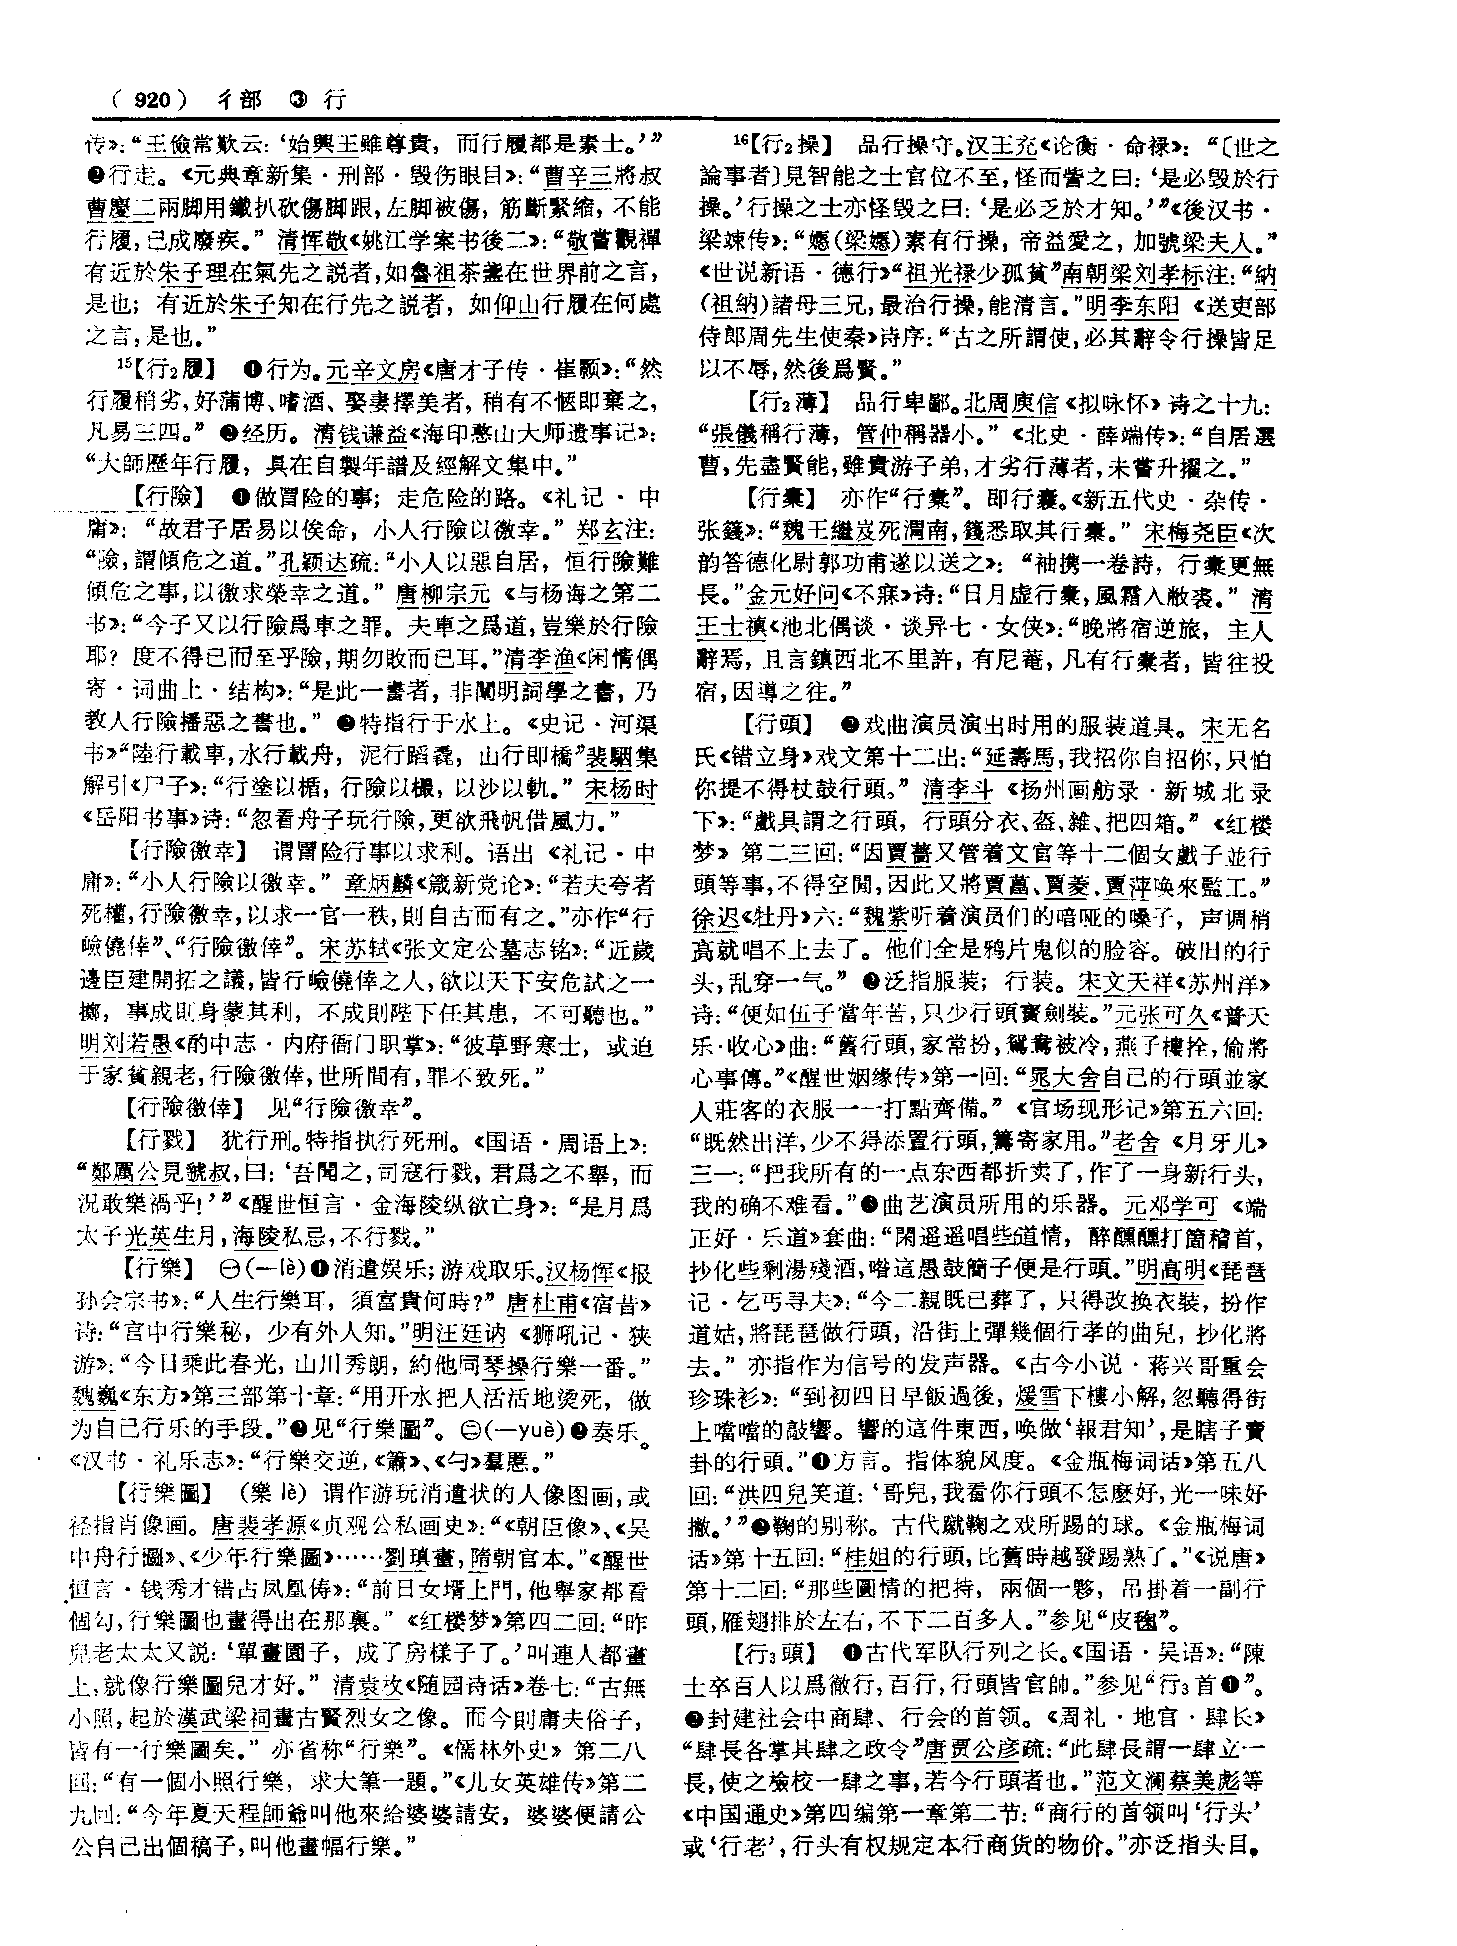 （920） 彳部 ❸ 行
传》：“王儉常歎云：‘始興王雖尊貴，而行履都是素士。’”
❷行走。《元典章新集·刑部·毁伤眼目》：“曹辛三將叔
曹慶二兩脚用鐵扒砍傷脚跟，左脚被傷，筋斷緊縮，不能
行履，已成廢疾。”清恽敬《姚江学案书後二》：“敬嘗觀禪
有近於朱子理在氣先之説者，如魯祖茶盞在世界前之言，
是也；有近於朱子知在行先之説者，如仰山行履在何處
之言，是也。”
15【行₂履】 ❶行为。元辛文房《唐才子传·崔颢》：“然
行履稍劣，好蒲博、嗜酒、娶妻擇美者，稍有不愜即棄之，
凡易三四。”❷经历。清钱谦益《海印憨山大师遗事记》：
“大師歷年行履，具在自製年譜及經解文集中。”
【行險】 ❶做冒险的事；走危险的路。《礼记·中
庸》：“故君子居易以俟命，小人行險以徼幸。”郑玄注：
“險，謂傾危之道。”孔颖达疏：“小人以惡自居，恒行險難
傾危之事，以徼求榮幸之道。”唐柳宗元《与杨诲之第二
书》：“今子又以行險爲車之罪。夫車之爲道，豈樂於行險
耶？度不得已而至乎險，期勿敗而已耳。”清李渔《闲情偶
寄·词曲上·结构》：“是此一書者，非闡明詞學之書，乃
教人行險播惡之書也。”❷特指行于水上。《史记·河渠
书》“陸行載車，水行載舟，泥行蹈毳，山行即橋”裴駰集
解引《尸子》：“行塗以楯，行險以樶，以沙以軌。”宋杨时
《岳阳书事》诗：“忽看舟子玩行險，更欲飛帆借風力。”
【行險徼幸】 谓冒险行事以求利。语出《礼记·中
庸》：“小人行險以徼幸。”章炳麟《箴新党论》：“若夫夸者
死權，行險徼幸，以求一官一秩，則自古而有之。”亦作“行
嶮僥倖”、“行險徼倖”。宋苏轼《张文定公墓志铭》：“近歲
邊臣建開拓之議，皆行嶮僥倖之人，欲以天下安危試之一
擲，事成則身蒙其利，不成則陛下任其患，不可聽也。”
明刘若愚《酌中志·内府衙门职掌》：“彼草野寒士，或迫
于家貧親老，行險徼倖，世所間有，罪不致死。”
【行險徼倖】 见“行險徼幸”。
【行戮】 犹行刑。特指执行死刑。《国语·周语上》：
“鄭厲公見虢叔，曰：‘吾聞之，司寇行戮，君爲之不舉，而
況敢樂禍乎！’”《醒世恒言·金海陵纵欲亡身》：“是月爲
太子光英生月，海陵私忌，不行戮。”
【行樂】 ㊀（—lè）❶消遣娱乐；游戏取乐。汉杨恽《报
孙会宗书》：“人生行樂耳，須富貴何時？”唐杜甫《宿昔》
诗：“宫中行樂秘，少有外人知。”明汪廷讷《狮吼记·狭
游》：“今日乘此春光，山川秀朗，約他同琴操行樂一番。”
魏巍《东方》第三部第十章：“用开水把人活活地烫死，做
为自己行乐的手段。”❷见“行樂圖”。㊁（—yuè）❷奏乐。
《汉书·礼乐志》：“行樂交逆，《簫》、《勺》羣慝。”
【行樂圖】 （樂 lè）谓作游玩消遣状的人像图画，或
径指肖像画。唐裴孝源《贞观公私画史》：“《朝臣像》、《吴
中舟行圖》、《少年行樂圖》……劉瑱畫，隋朝官本。”《醒世
恒言·钱秀才错占凤凰俦》：“前日女壻上門，他舉家都看
個勾，行樂圖也畫得出在那裏。”《红楼梦》第四二回：“昨
兒老太太又説：‘單畫園子，成了房樣子了。’叫連人都畫
上，就像行樂圖兒才好。”清袁枚《随园诗话》卷七：“古無
小照，起於漢武梁祠畫古賢烈女之像。而今則庸夫俗子，
皆有一行樂圖矣。”亦省称“行樂”。《儒林外史》第二八
回：“有一個小照行樂，求大筆一題。”《儿女英雄传》第二
九回：“今年夏天程師爺叫他來給婆婆請安，婆婆便請公
公自己出個稿子，叫他畫幅行樂。”
16【行₂操】 品行操守。汉王充《论衡·命禄》：“〔世之
論事者〕見智能之士官位不至，怪而訾之曰：‘是必毁於行
操。’行操之士亦怪毁之曰：‘是必乏於才知。’”《後汉书·
梁竦传》：“嫕（梁嫕）素有行操，帝益愛之，加號梁夫人。”
《世说新语·德行》“祖光禄少孤貧”南朝梁刘孝标注：“納
（祖納）諸母三兄，最治行操，能清言。”明李东阳《送吏部
侍郎周先生使秦》诗序：“古之所謂使，必其辭令行操皆足
以不辱，然後爲賢。”
【行₂薄】 品行卑鄙。北周庾信《拟咏怀》诗之十九：
“張儀稱行薄，管仲稱器小。”《北史·薛端传》：“自居選
曹，先盡賢能，雖貴游子弟，才劣行薄者，未嘗升擢之。”
【行橐】 亦作“行槖”。即行囊。《新五代史·杂传·
张籛》：“魏王繼岌死渭南，籛悉取其行橐。”宋梅尧臣《次
韵答德化尉郭功甫遂以送之》：“袖携一卷詩，行橐更無
長。”金元好问《不寐》诗：“日月虚行橐，風霜入敝裘。”清
王士禛《池北偶谈·谈异七·女侠》：“晚將宿逆旅，主人
辭焉，且言鎮西北不里許，有尼菴，凡有行橐者，皆往投
宿，因導之往。”
【行頭】 ❷戏曲演员演出时用的服装道具。宋无名
氏《错立身》戏文第十二出：“延壽馬，我招你自招你，只怕
你提不得杖鼓行頭。”清李斗《扬州画舫录·新城北录
下》：“戲具謂之行頭，行頭分衣、盔、雜、把四箱。”《红楼
梦》第二三回：“因賈薔又管着文官等十二個女戲子並行
頭等事，不得空閒，因此又將賈菖、賈菱、賈萍唤來監工。”
徐迟《牡丹》六：“魏紫听着演员们的喑哑的嗓子，声调稍
高就唱不上去了。他们全是鸦片鬼似的脸容。破旧的行
头，乱穿一气。”❷泛指服装；行装。宋文天祥《苏州洋》
诗：“便如伍子當年苦，只少行頭寶劍裝。”元张可久《普天
乐·收心》曲：“舊行頭，家常扮，鴛鴦被冷，燕子樓拴，偷將
心事傳。”《醒世姻缘传》第一回：“晁大舍自己的行頭並家
人莊客的衣服一一打點齊備。”《官场现形记》第五六回：
“既然出洋，少不得添置行頭，籌寄家用。”老舍《月牙儿》
三一：“把我所有的一点东西都折卖了，作了一身新行头，
我的确不难看。”❸曲艺演员所用的乐器。元邓学可《端
正好·乐道》套曲：“閑遥遥唱些道情，醉醺醺打箇稽首，
抄化些剩湯殘酒，喒這愚鼓簡子便是行頭。”明高明《琵琶
记·乞丐寻夫》：“今二親既已葬了，只得改换衣裝，扮作
道姑，將琵琶做行頭，沿街上彈幾個行孝的曲兒，抄化將
去。”亦指作为信号的发声器。《古今小说·蒋兴哥重会
珍珠衫》：“到初四日早飯過後，煖雪下樓小解，忽聽得街
上噹噹的敲響。響的這件東西，唤做‘報君知’，是瞎子賣
卦的行頭。”❹方言。指体貌风度。《金瓶梅词话》第五八
回：“洪四兒笑道：‘哥兒，我看你行頭不怎麽好，光一味好
撇。’”❺鞠的别称。古代蹴鞠之戏所踢的球。《金瓶梅词
话》第十五回：“桂姐的行頭，比舊時越發踢熟了。”《说唐》
第十二回：“那些圓情的把持，兩個一夥，吊掛着一副行
頭，雁翅排於左右，不下二百多人。”参见“皮毬”。
【行₃頭】 ❶古代军队行列之长。《国语·吴语》：“陳
士卒百人以爲徹行，百行，行頭皆官帥。”参见“行₃首❶”。
❷封建社会中商肆、行会的首领。《周礼·地官·肆长》
“肆長各掌其肆之政令”唐贾公彦疏：“此肆長謂一肆立一
長，使之檢校一肆之事，若今行頭者也。”范文澜蔡美彪等
《中国通史》第四编第一章第二节：“商行的首领叫‘行头’
或‘行老’，行头有权规定本行商货的物价。”亦泛指头目。